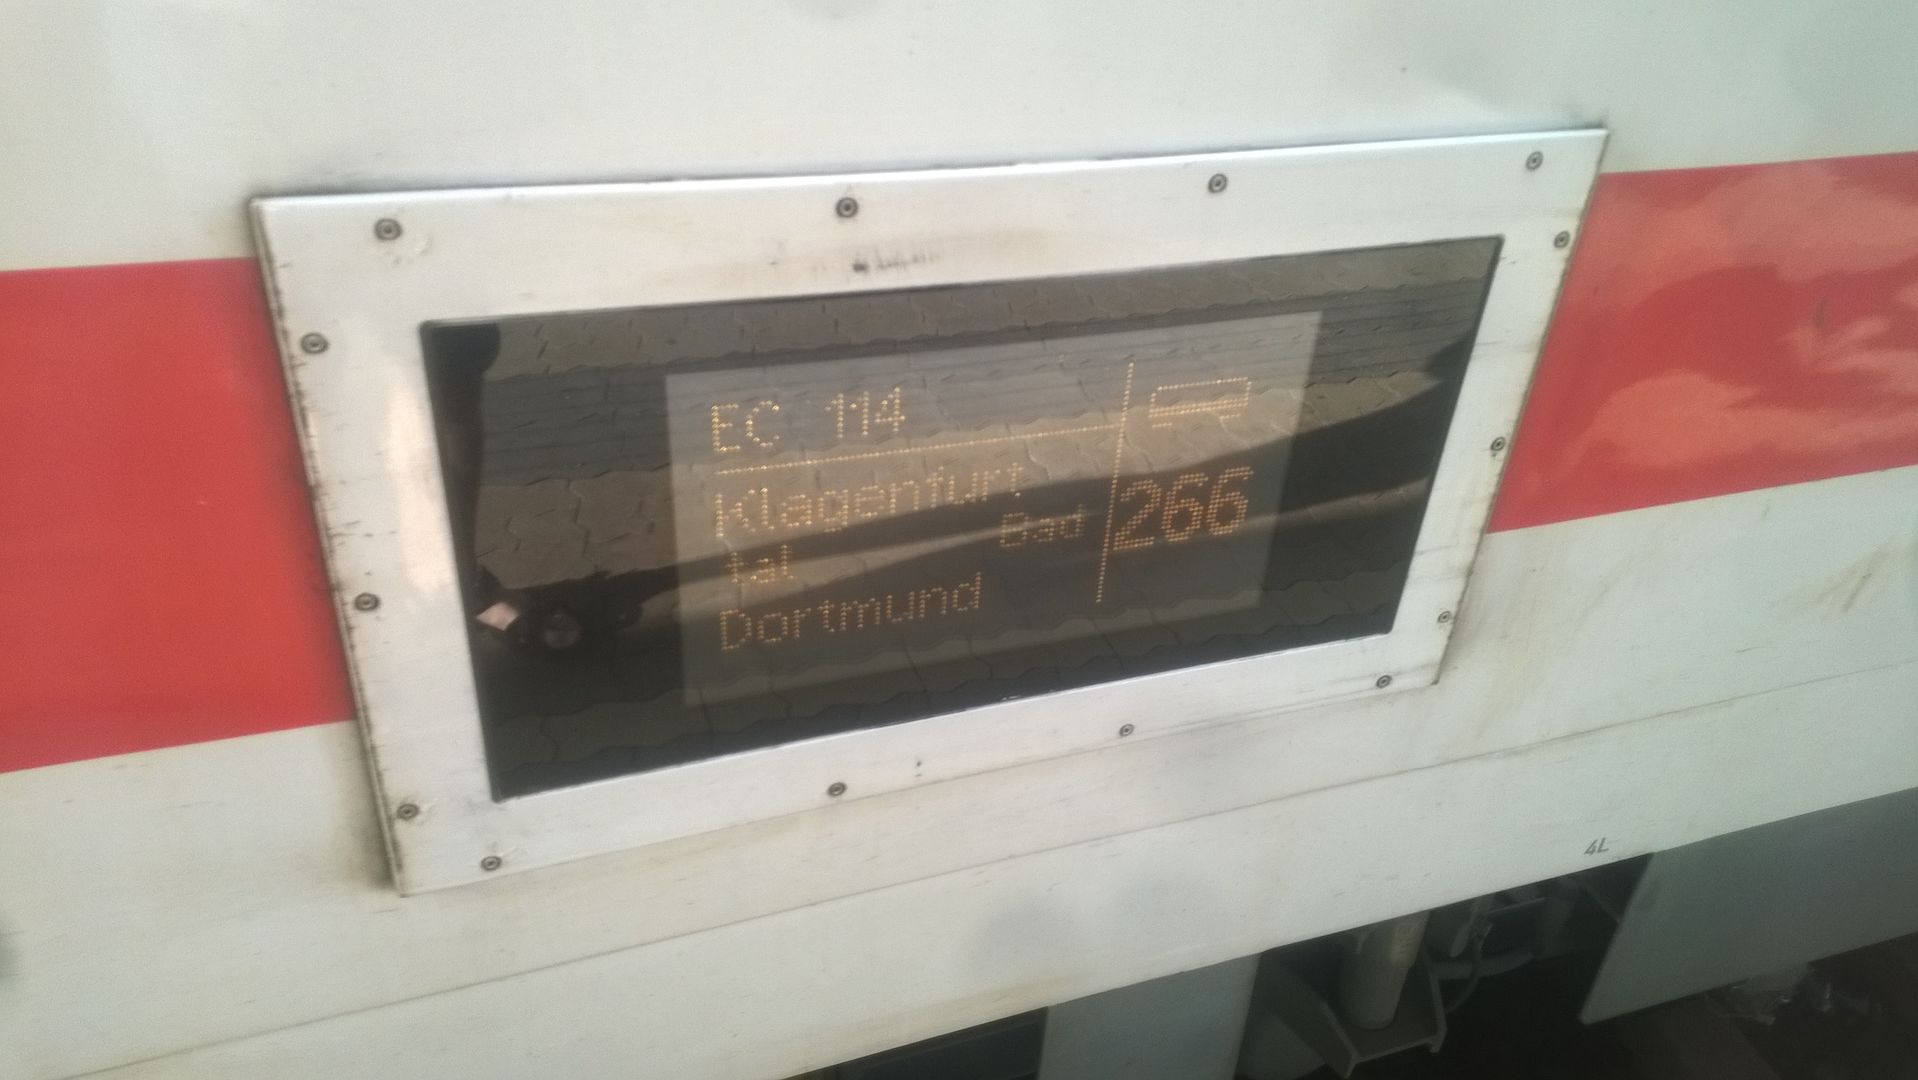 EC 114
Klagenfurt
tal Bad
Dortmund
266
4L